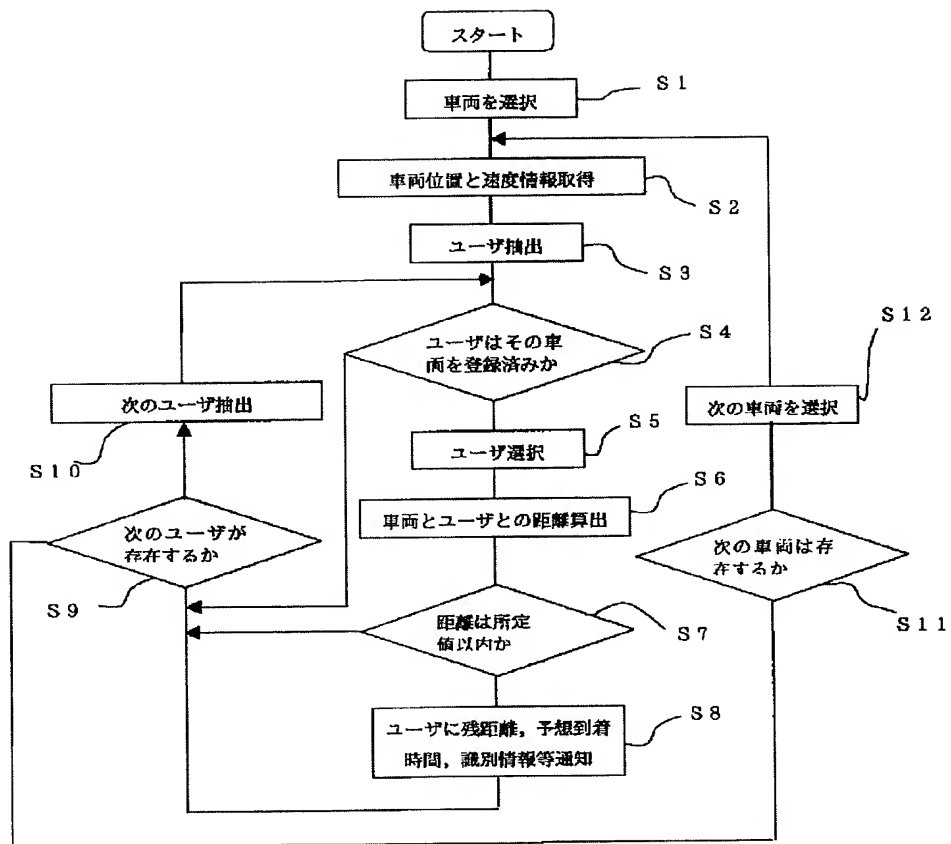 スタート
車両を選択
S1
車両位置と速度情報取得
S2
ユーザ抽出
S3
ユーザはその車
両を登録済みか
S4
S12
次のユーザ抽出
S10
次の車両を選択
ユーザ選択
S5
車両とユーザとの距離算出
S6
次のユーザが
存在するか
S9
次の車両は存
在するか
S11
距離は所定
値以内か
S7
ユーザに残距離，予想到着
時間，識別情報等通知
S8